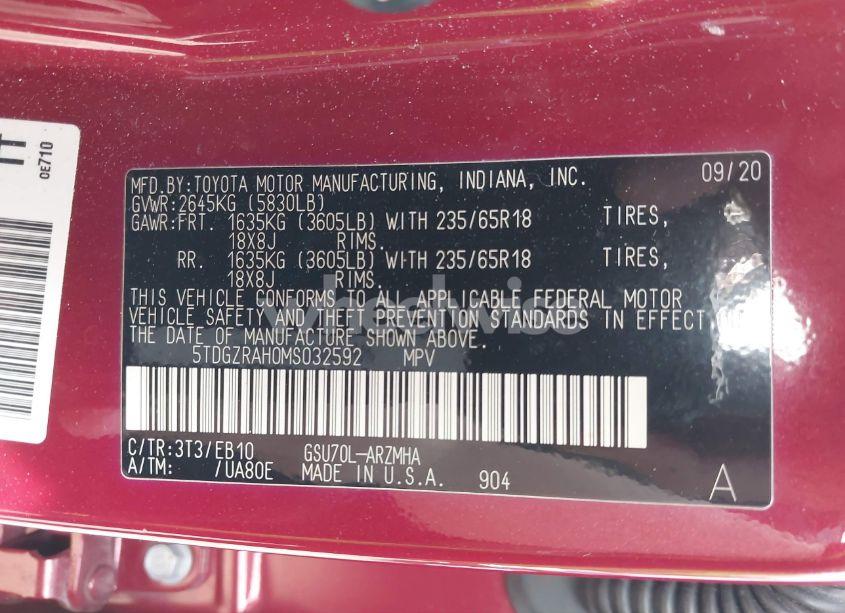 OE710
MFD.BY:TOYOTA MOTOR MANUFACTURING, INDIANA, INC. 09/20
GVWR:2645KG (5830LB)
GAWR:FRT. 1635KG (3605LB) WITH 235/65R18 TIRES,
18X8J RIMS.
RR. 1635KG (3605LB) WITH 235/65R18 TIRES,
18X8J RIMS.
THIS VEHICLE CONFORMS TO ALL APPLICABLE FEDERAL MOTOR
VEHICLE SAFETY AND THEFT PREVENTION STANDARDS IN EFFECT ON
THE DATE OF MANUFACTURE SHOWN ABOVE.
5TDGZRAH0MS032592 MPV
C/TR:3T3/EB10 GSU70L-ARZMHA
A/TM: /UA80E MADE IN U.S.A. 904 A